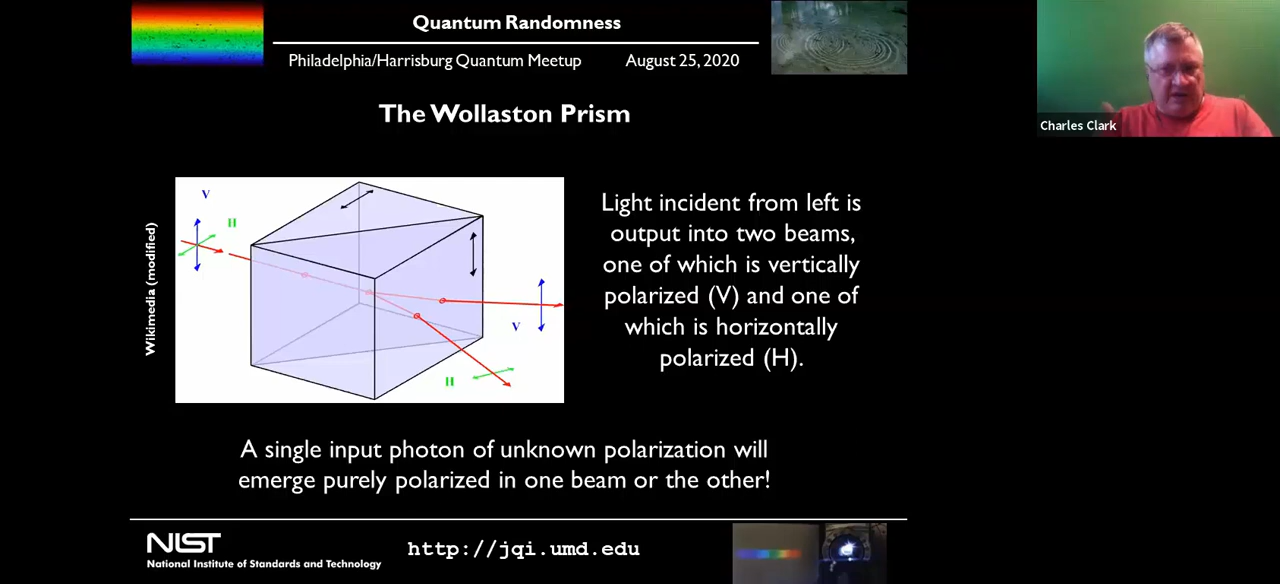 Quantum Randomness
Philadelphia/Harrisburg Quantum Meetup August 25, 2020
Charles Clark
The Wollaston Prism
Wikimedia (modified)
V
H
V
H
Light incident from left is
output into two beams,
one of which is vertically
polarized (V) and one of
which is horizontally
polarized (H).
A single input photon of unknown polarization will
emerge purely polarized in one beam or the other!
NIST
National Institute of Standards and Technology
http://jqi.umd.edu